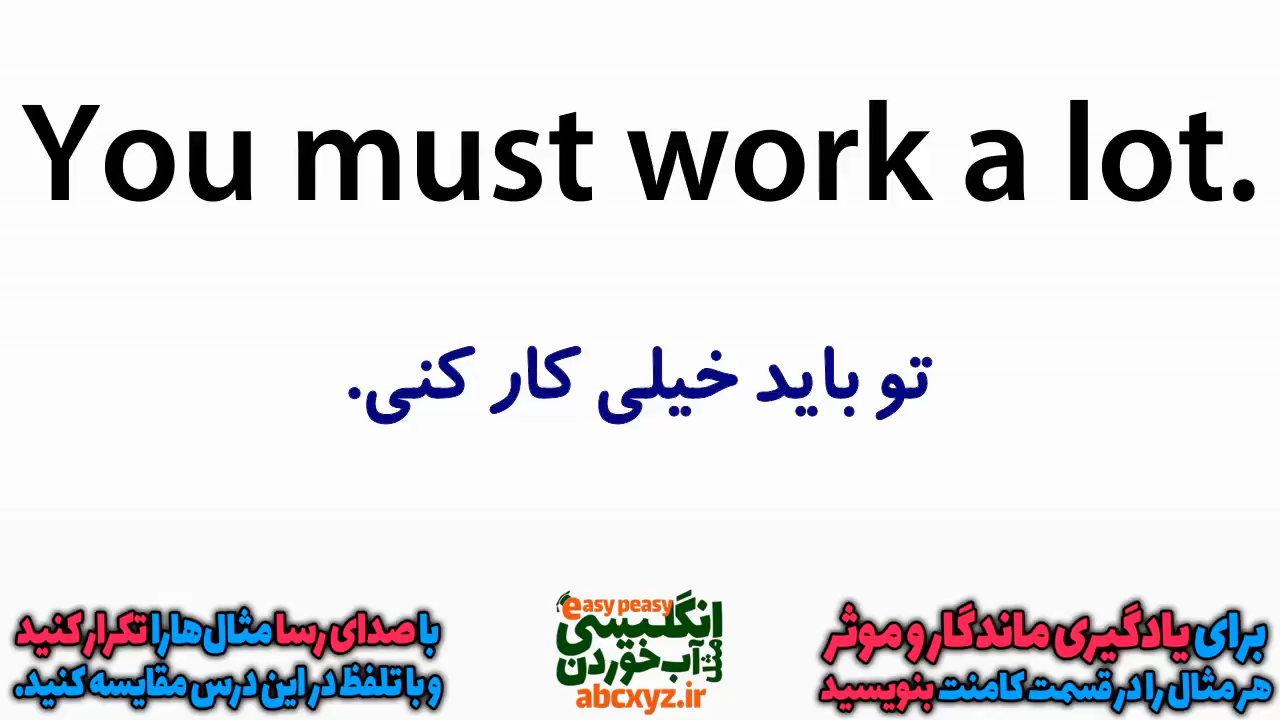 You must work a lot.
تو باید خیلی کار کنی.
برای یادگیری ماندگار و موثر
هر مثال را در قسمت کامنت بنویسید
easy peasy
انگلیسی
مثل آب خوردن
abcxyz.ir
با صدای رسا مثال‌ها را تکرار کنید
و با تلفظ در این درس مقایسه کنید.